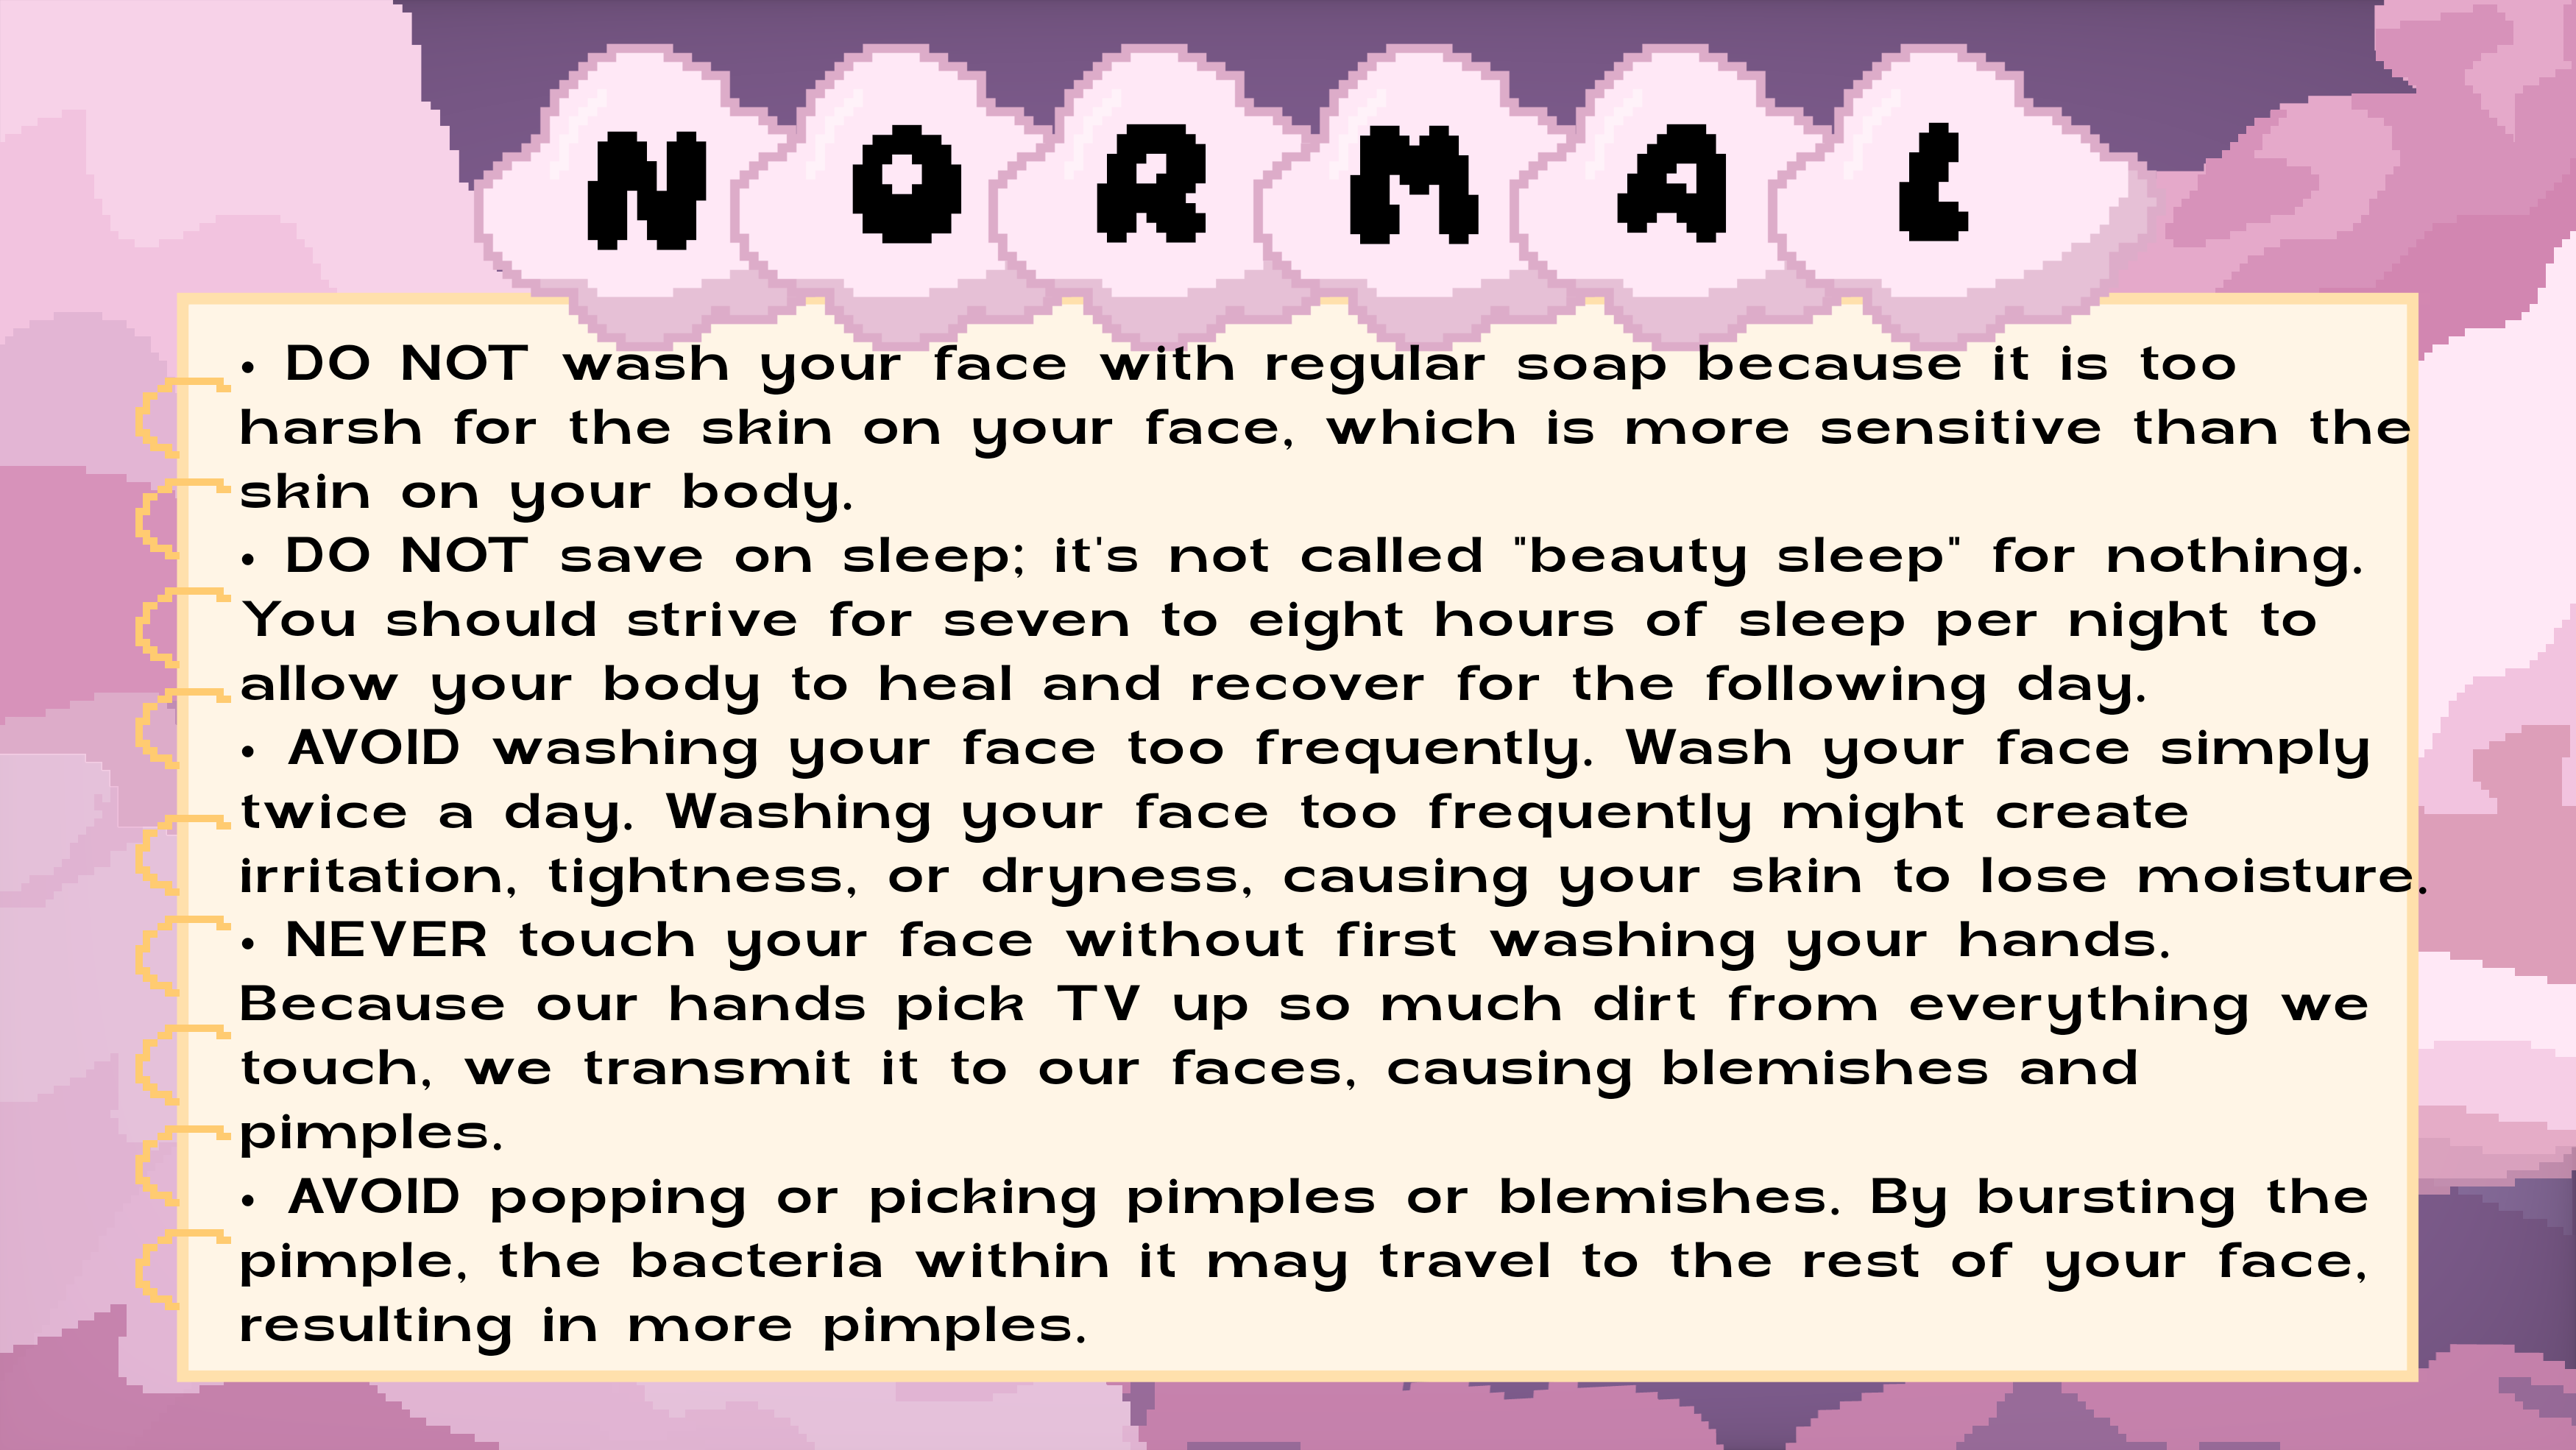 NORMAL
• DO NOT wash your face with regular soap because it is too
harsh for the skin on your face, which is more sensitive than the
skin on your body.
• DO NOT save on sleep; it's not called "beauty sleep" for nothing.
You should strive for seven to eight hours of sleep per night to
allow your body to heal and recover for the following day.
• AVOID washing your face too frequently. Wash your face simply
twice a day. Washing your face too frequently might create
irritation, tightness, or dryness, causing your skin to lose moisture.
• NEVER touch your face without first washing your hands.
Because our hands pick TV up so much dirt from everything we
touch, we transmit it to our faces, causing blemishes and
pimples.
• AVOID popping or picking pimples or blemishes. By bursting the
pimple, the bacteria within it may travel to the rest of your face,
resulting in more pimples.